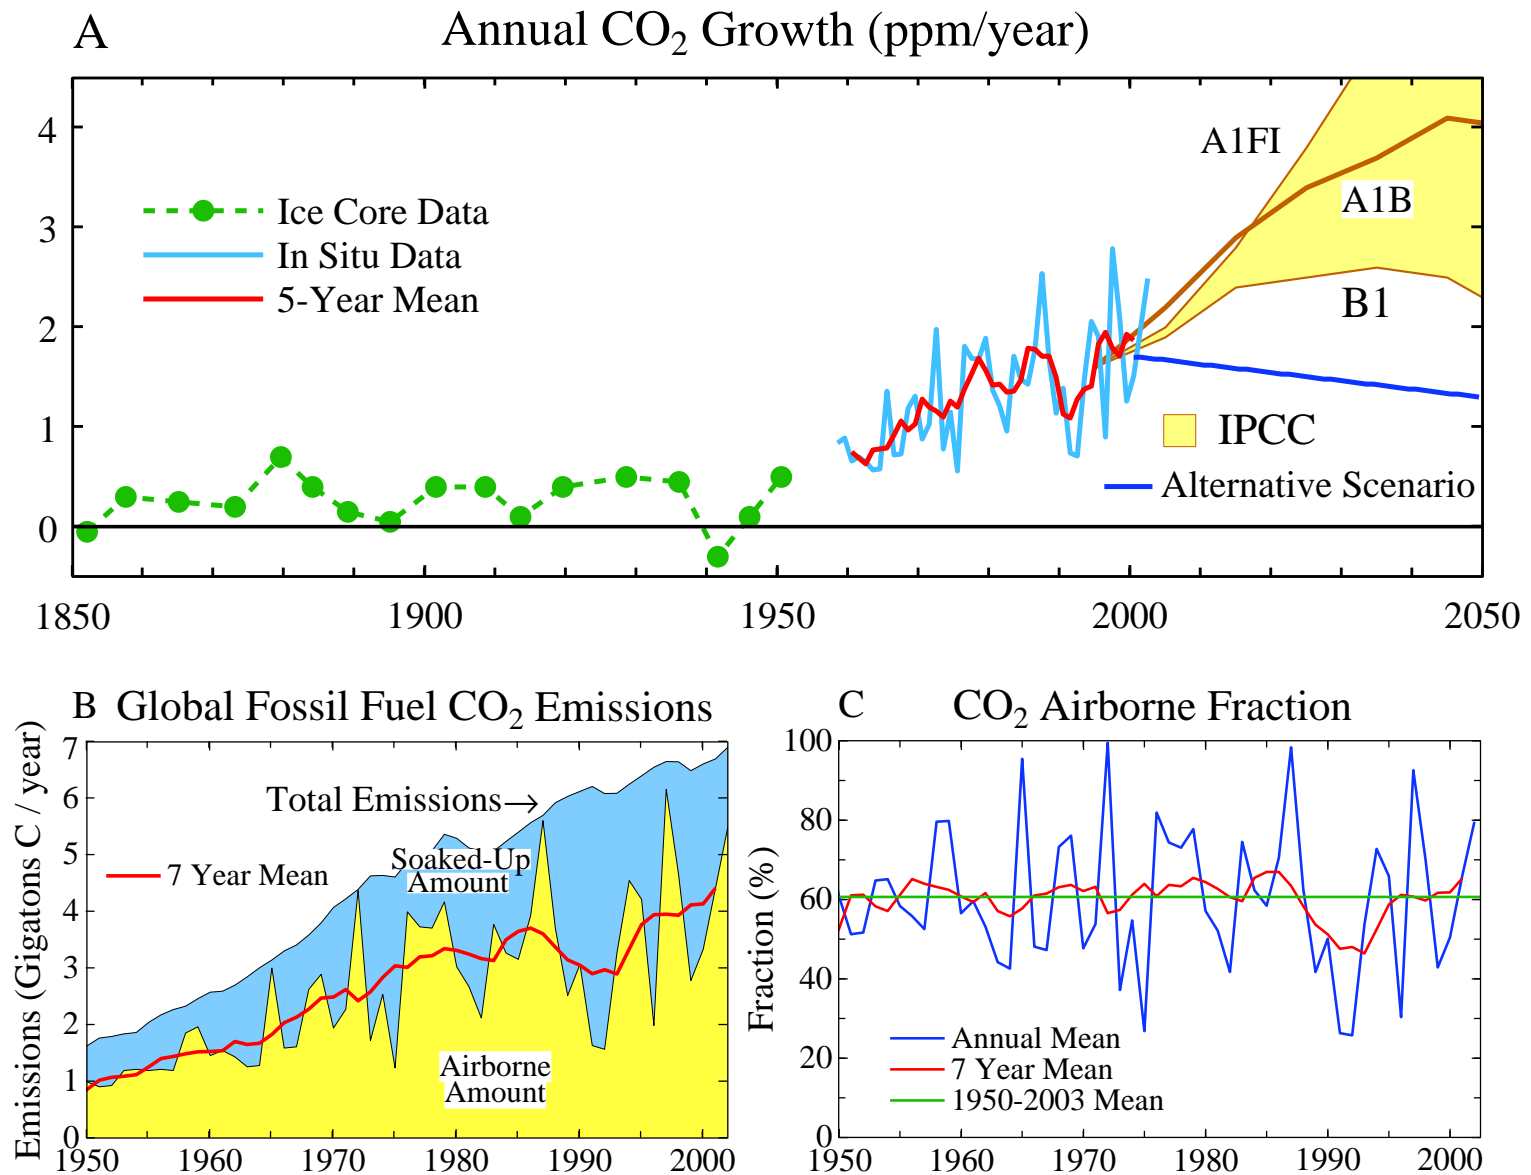 A
Annual CO₂ Growth (ppm/year)
4
3
2
1
0
Ice Core Data
In Situ Data
5-Year Mean
A1FI
A1B
B1
IPCC
Alternative Scenario
1850
1900
1950
2000
2050
B Global Fossil Fuel CO₂ Emissions
Emissions (Gigatons C / year)
7
6
5
4
3
2
1
0
Total Emissions→
7 Year Mean
Soaked-Up
Amount
Airborne
Amount
1950
1960
1970
1980
1990
2000
C CO₂ Airborne Fraction
Fraction (%)
100
80
60
40
20
0
Annual Mean
7 Year Mean
1950-2003 Mean
1950
1960
1970
1980
1990
2000